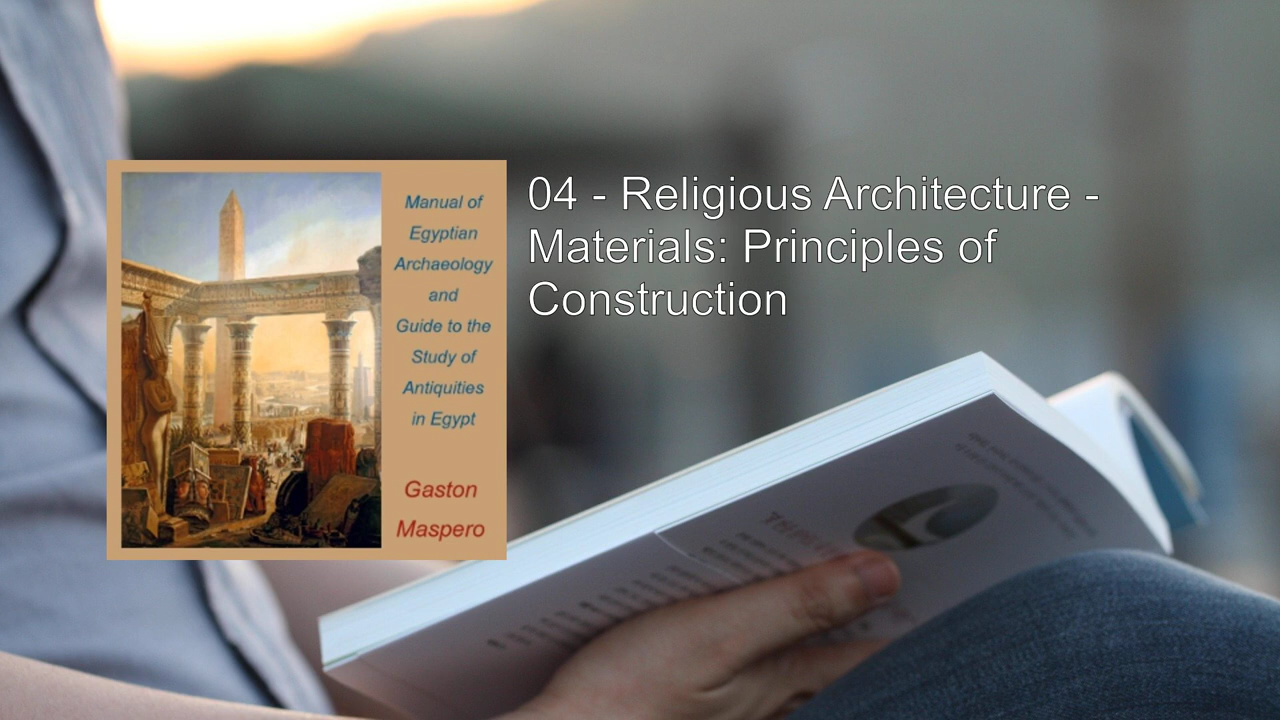 Manual of
Egyptian
Archaeology
and
Guide to the
Study of
Antiquities
in Egypt
Gaston
Maspero
04 - Religious Architecture -
Materials: Principles of
Construction